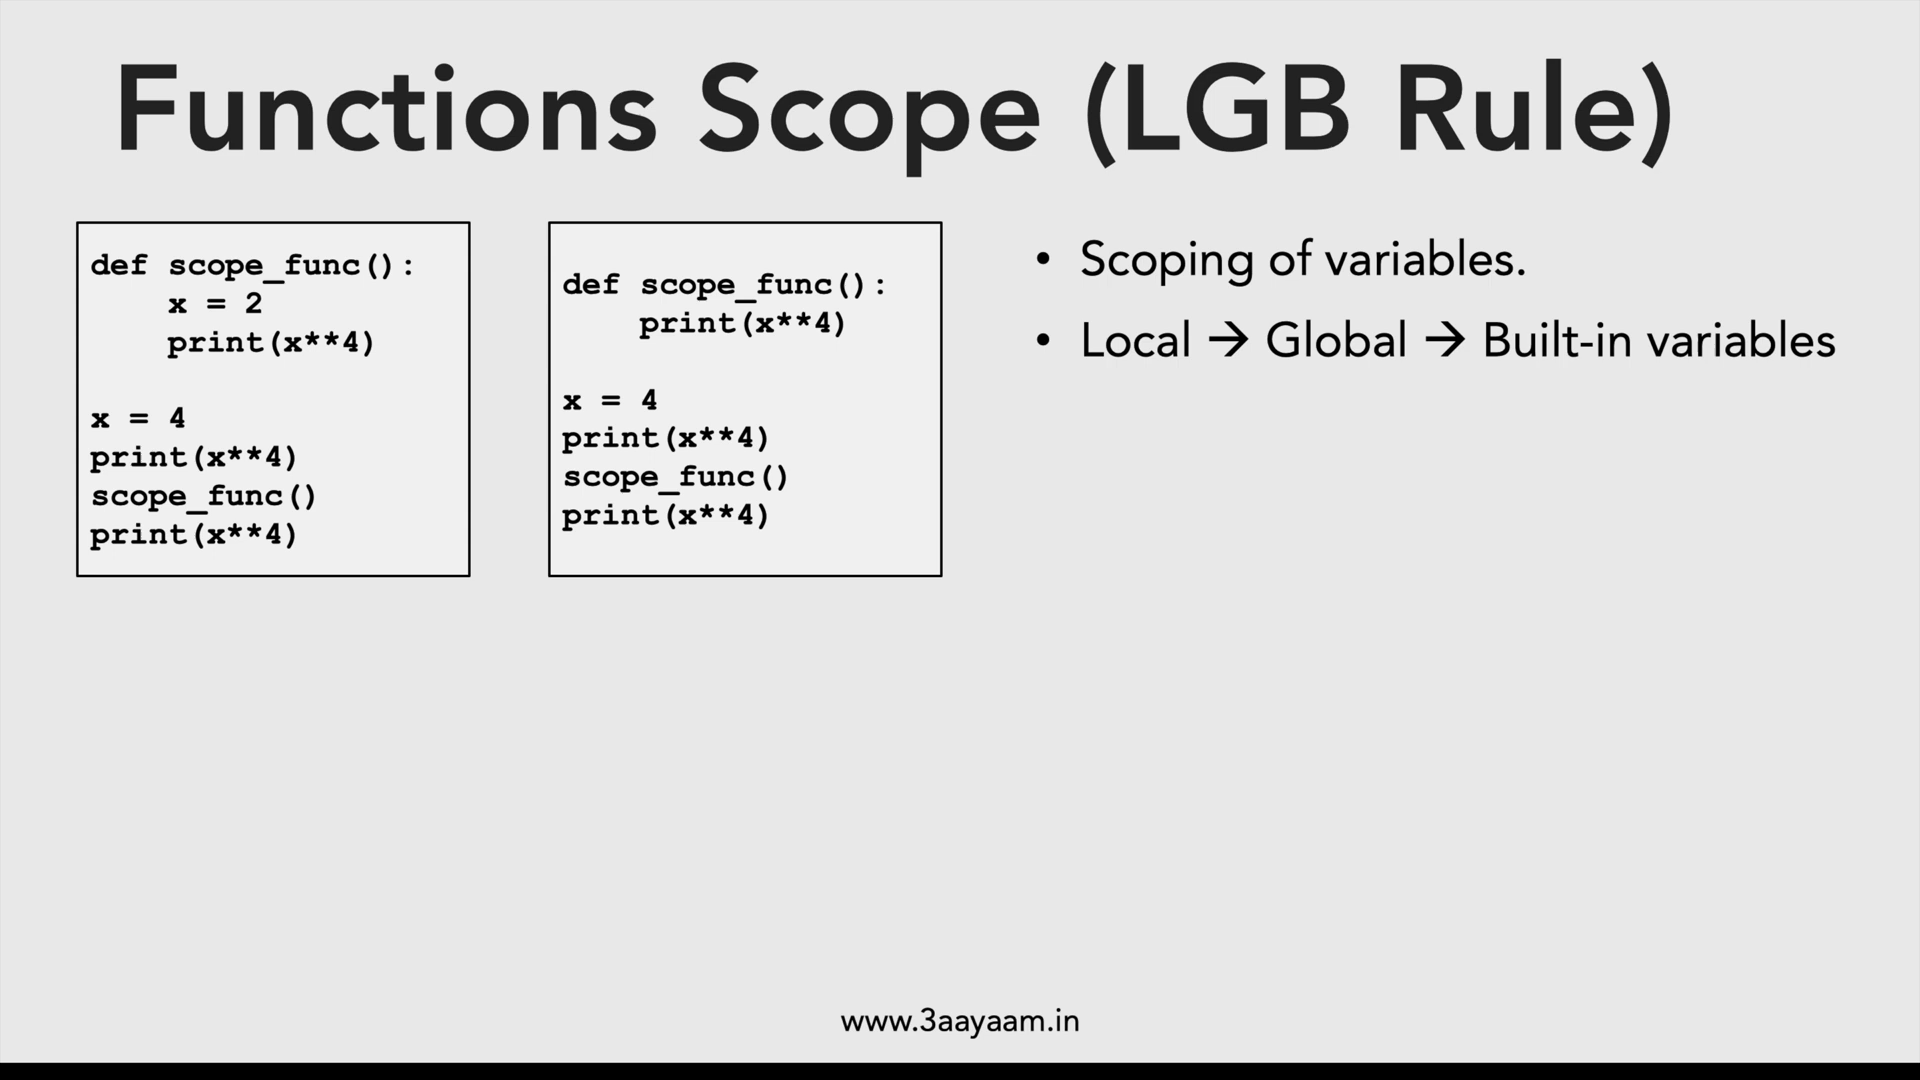 Functions Scope (LGB Rule)
def scope_func():
    x = 2
    print(x**4)
x = 4
print(x**4)
scope_func()
print(x**4)
def scope_func():
    print(x**4)
x = 4
print(x**4)
scope_func()
print(x**4)
• Scoping of variables.
• Local → Global → Built-in variables
www.3aayaam.in